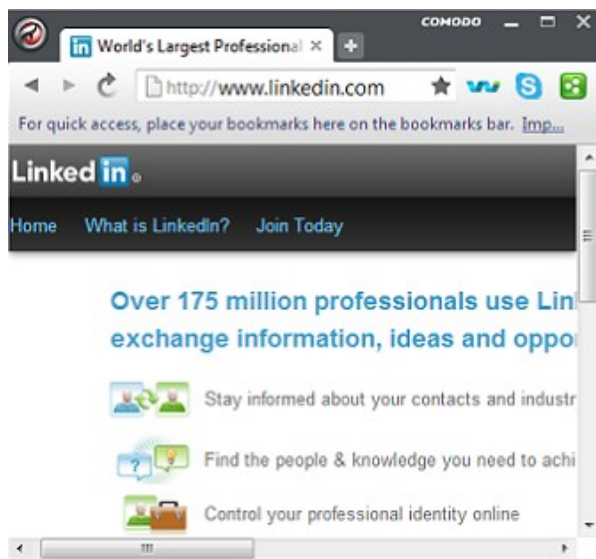 COMODO
World's Largest Professional
http://www.linkedin.com
For quick access, place your bookmarks here on the bookmarks bar. Imp...
Linked in
Home What is LinkedIn? Join Today
Over 175 million professionals use Lin
exchange information, ideas and oppo
Stay informed about your contacts and industr
Find the people & knowledge you need to achi
Control your professional identity online